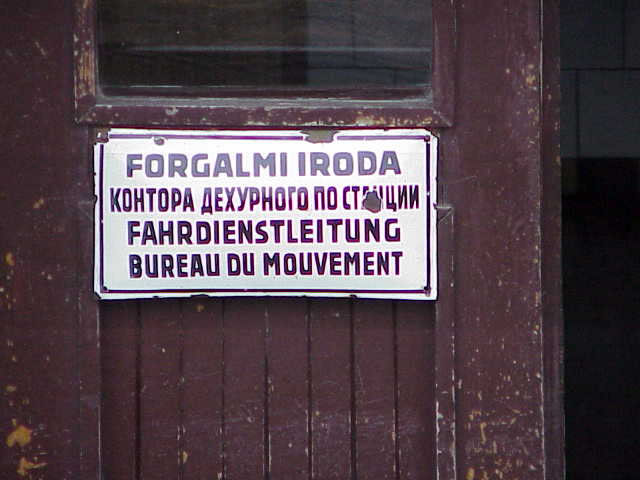 FORGALMI IRODA
КОНТОРА ДЕХУРНОГО ПО СТАНЦИИ
FAHRDIENSTLEITUNG
BUREAU DU MOUVEMENT